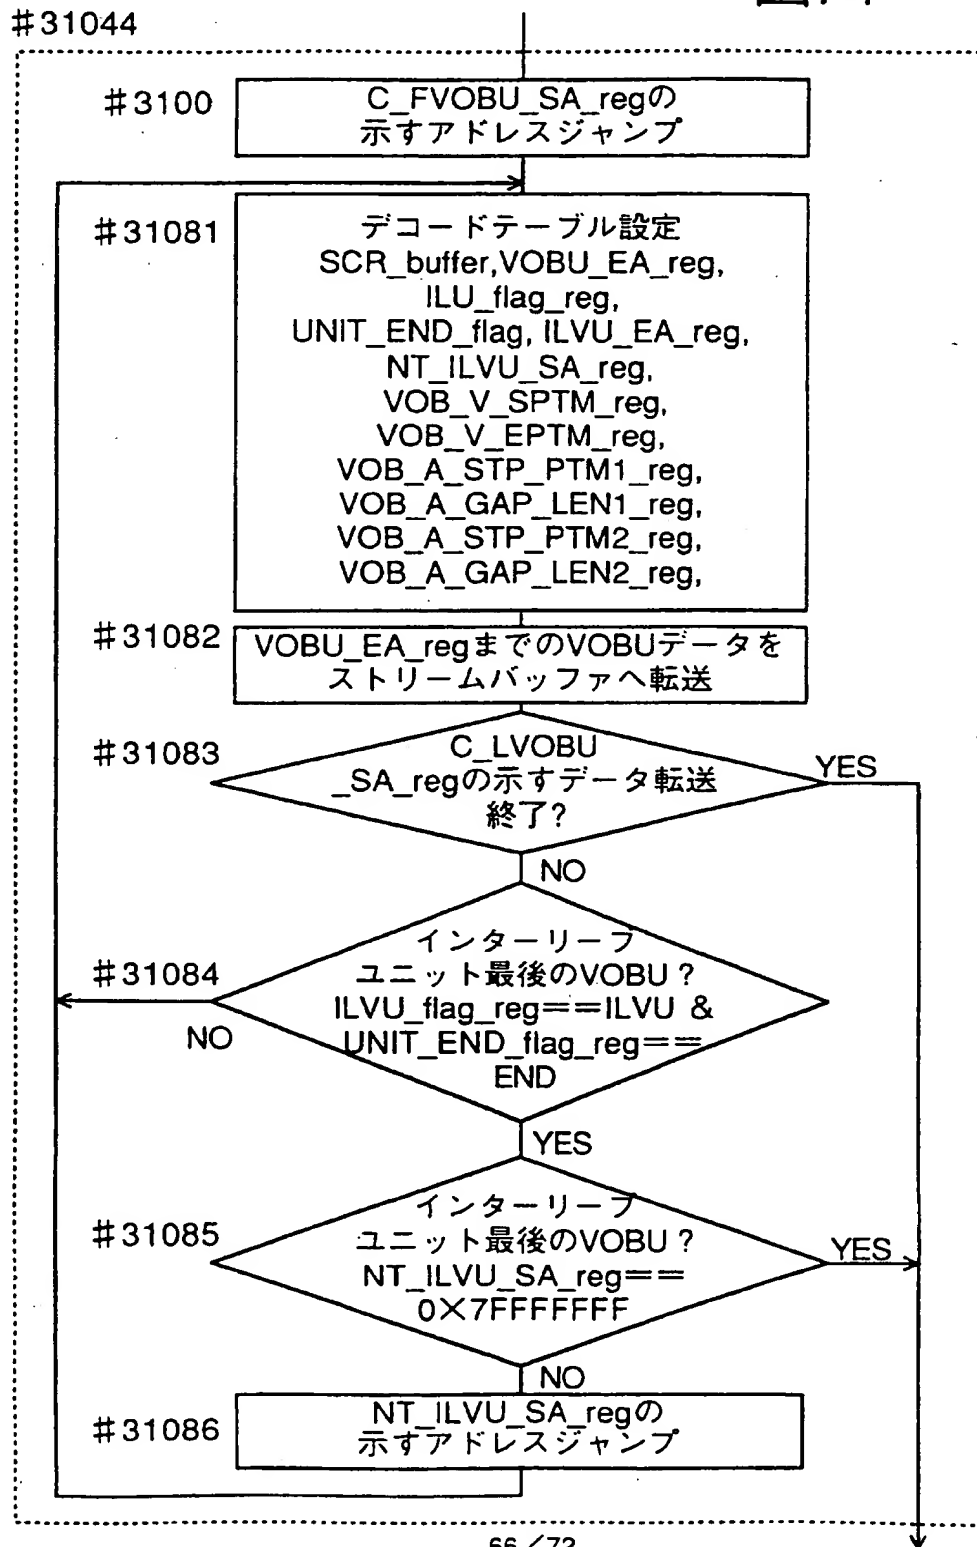 #31044
#3100
C_FVOBU_SA_regの
示すアドレスジャンプ
#31081
デコードテーブル設定
SCR_buffer,VOBU_EA_reg,
ILU_flag_reg,
UNIT_END_flag, ILVU_EA_reg,
NT_ILVU_SA_reg,
VOB_V_SPTM_reg,
VOB_V_EPTM_reg,
VOB_A_STP_PTM1_reg,
VOB_A_GAP_LEN1_reg,
VOB_A_STP_PTM2_reg,
VOB_A_GAP_LEN2_reg,
#31082
VOBU_EA_regまでのVOBUデータを
ストリームバッファへ転送
#31083
C_LVOBU
_SA_regの示すデータ転送
終了?
YES
NO
#31084
インターリーブ
ユニット最後のVOBU?
ILVU_flag_reg==ILVU &
UNIT_END_flag_reg==
END
NO
YES
#31085
インターリーブ
ユニット最後のVOBU?
NT_ILVU_SA_reg==
0×7FFFFFFF
YES
NO
#31086
NT_ILVU_SA_regの
示すアドレスジャンプ
66/72